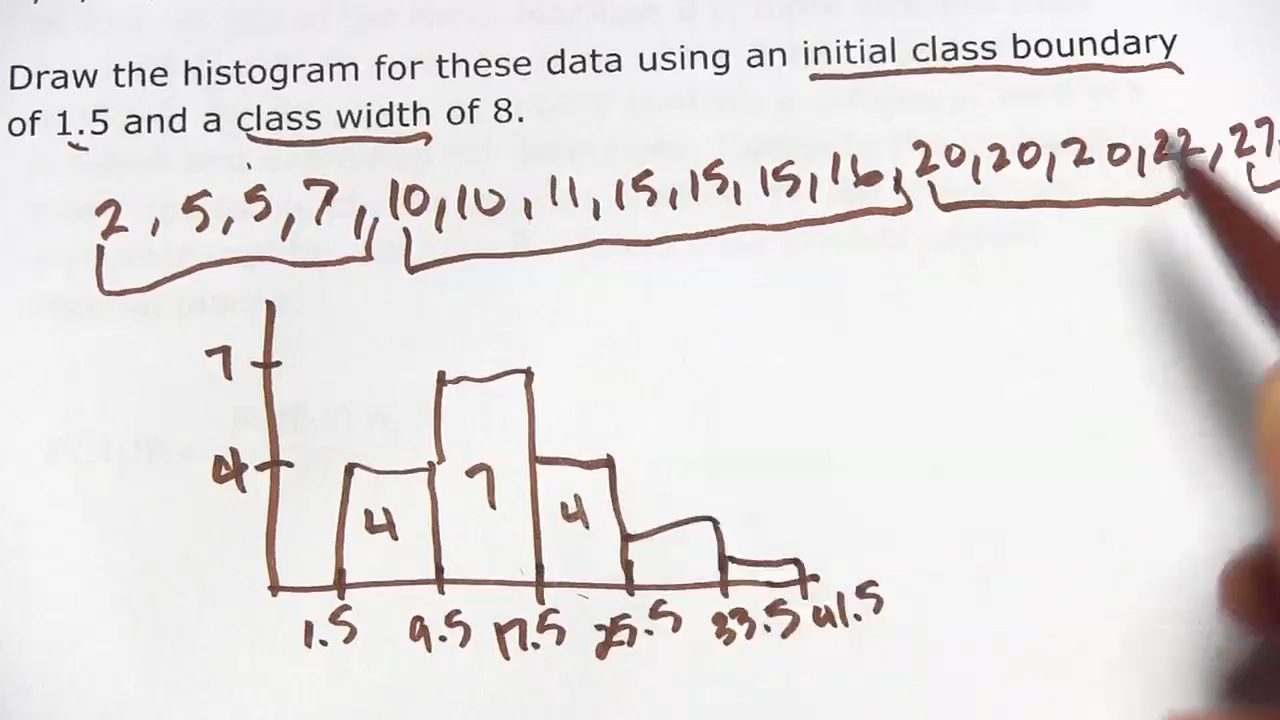 Draw the histogram for these data using an initial class boundary
of 1.5 and a class width of 8.
2, 5, 5, 7, 10, 10, 11, 15, 15, 15, 16, 20, 20, 20, 22, 27
7
4
4 7 4
1.5 9.5 17.5 25.5 33.5 41.5